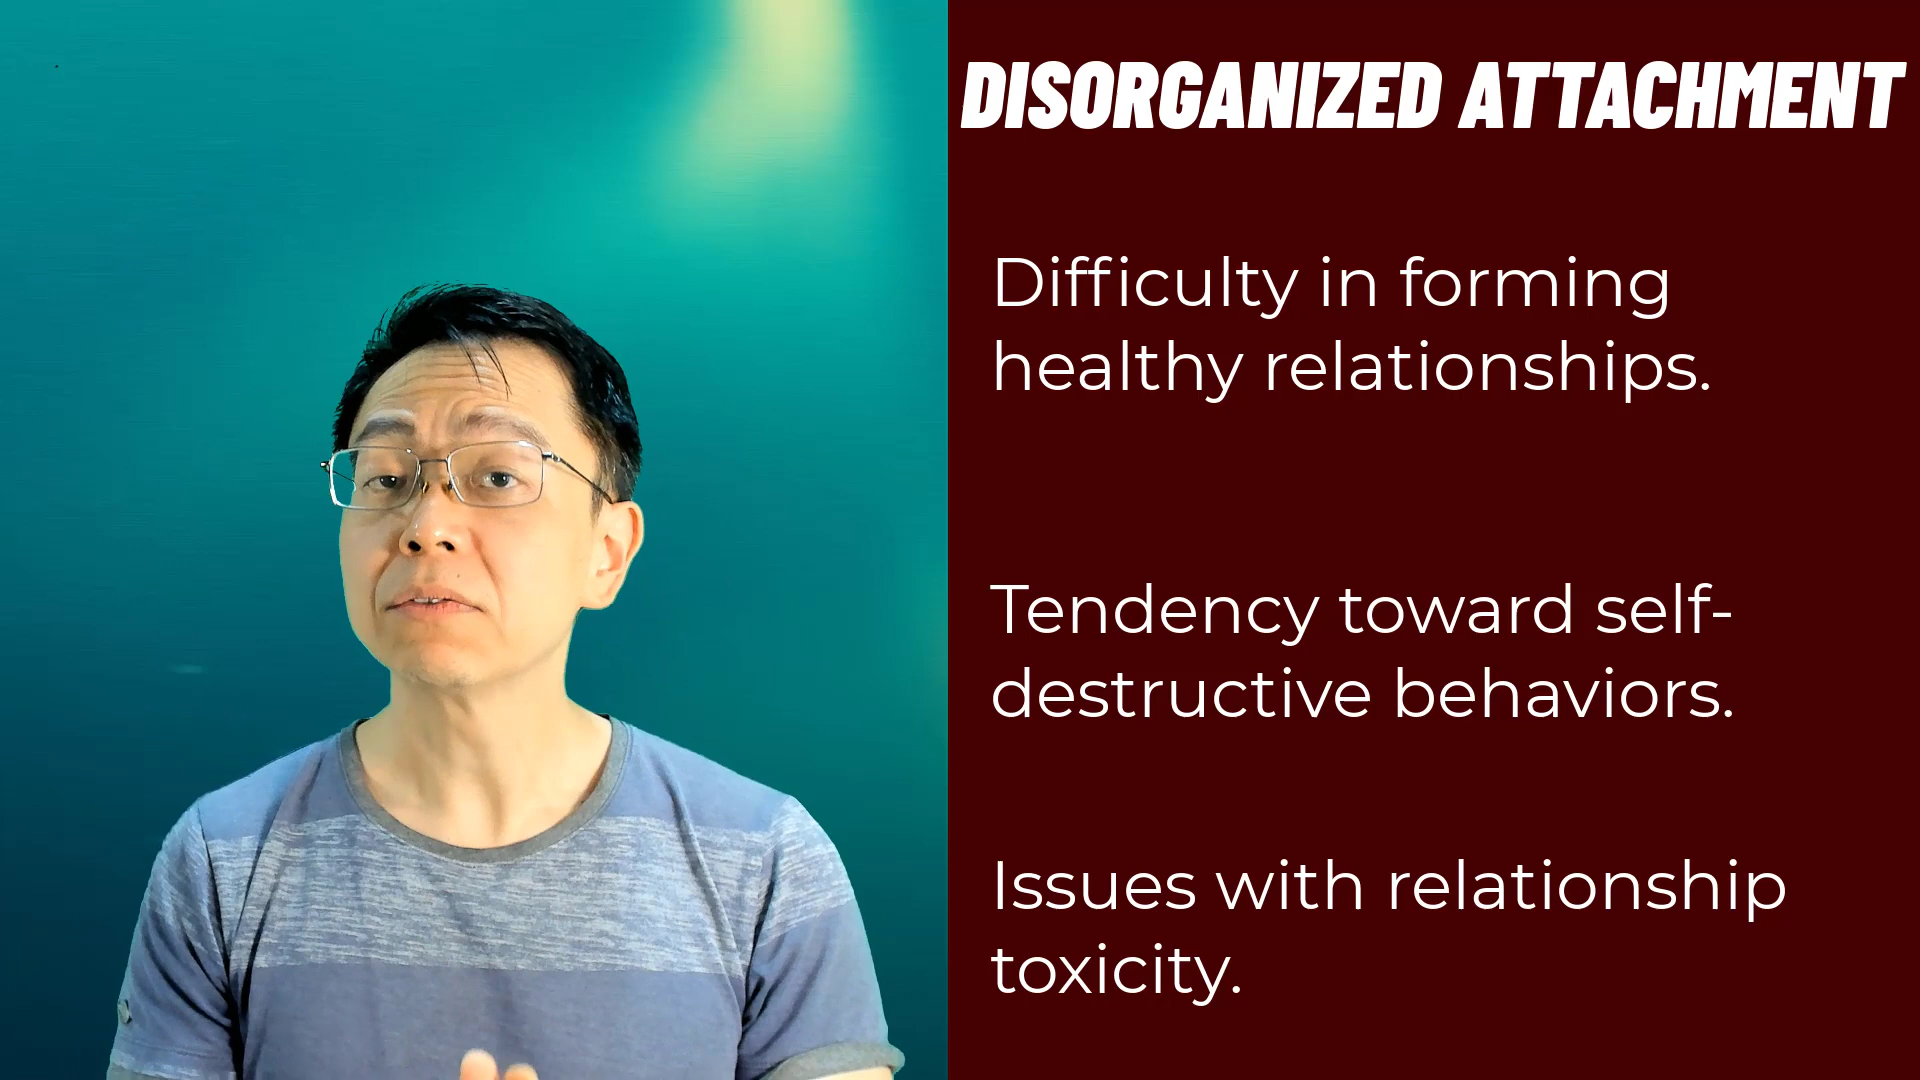 DISORGANIZED ATTACHMENT
Difficulty in forming
healthy relationships.
Tendency toward self-
destructive behaviors.
Issues with relationship
toxicity.